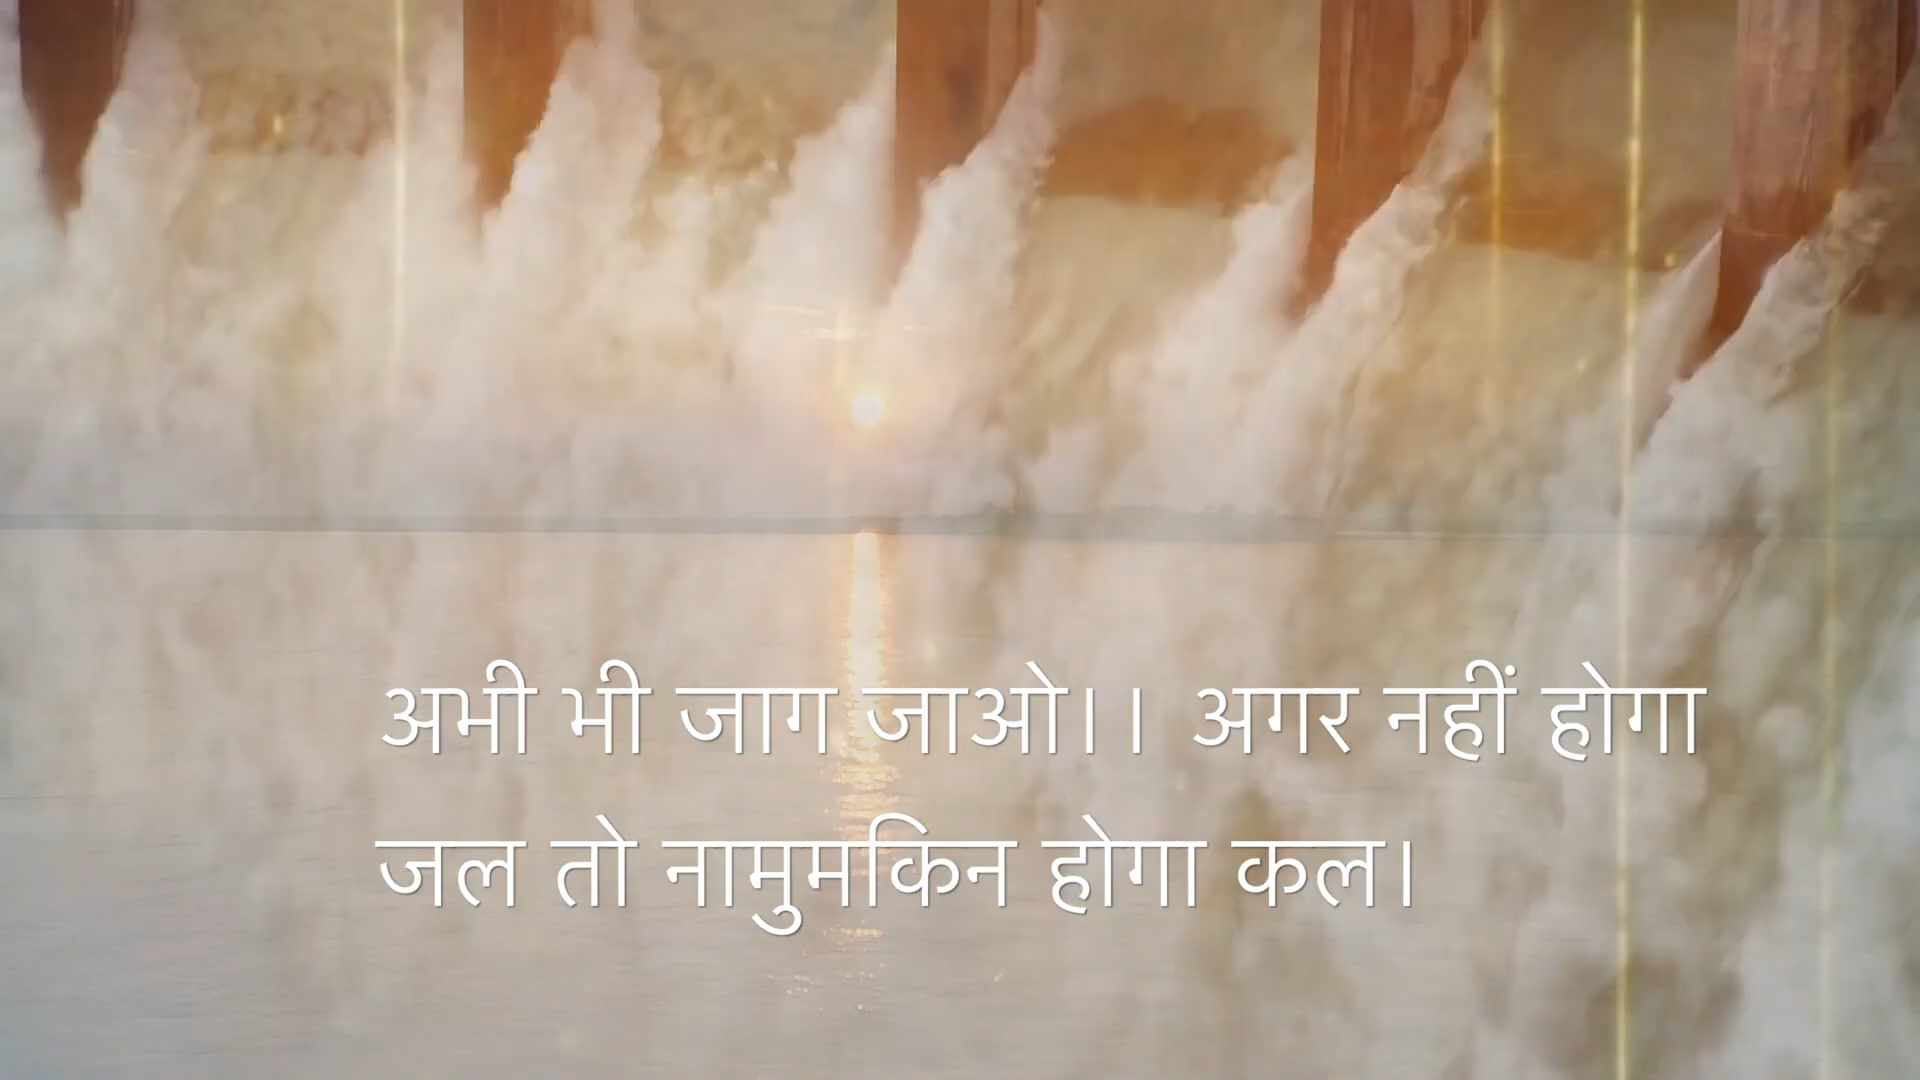 अभी भी जाग जाओ।। अगर नहीं होगा
जल तो नामुमकिन होगा कल।